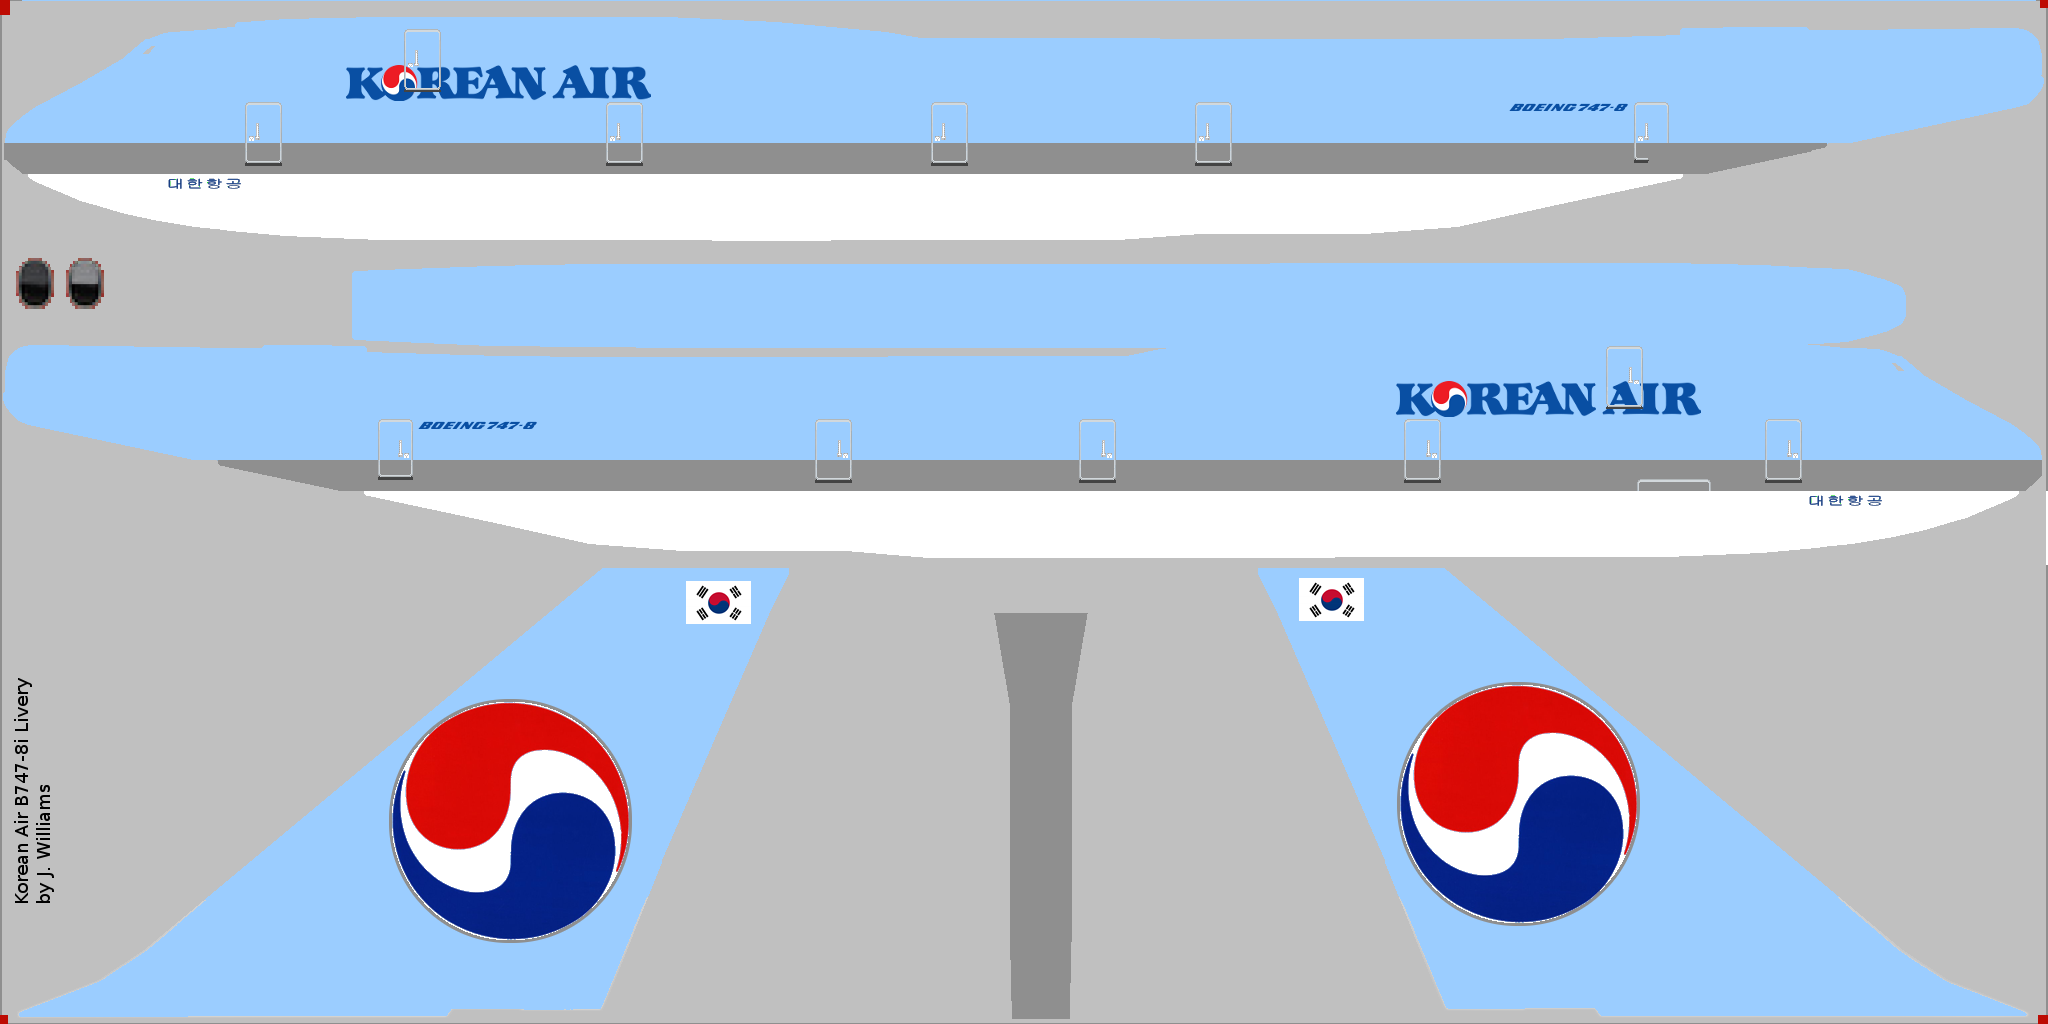 KOREAN AIR
BOEING 747-8
대한항공
KOREAN AIR
BOEING 747-8
대한항공
Korean Air B747-8i Livery
by J. Williams